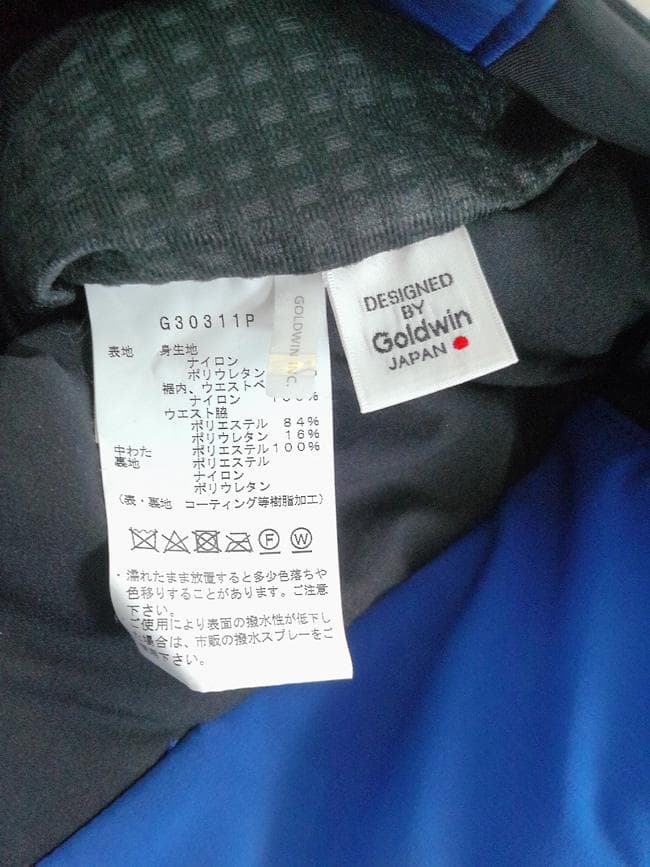 G30311P
表地 身生地
ナイロン
ポリウレタン
裾内、ウエストベ
ナイロン 100%
ウエスト脇
ポリエステル 84%
ポリウレタン 16%
中わた ポリエステル100%
裏地 ポリエステル
ナイロン
ポリウレタン
(表・裏地 コーティング等樹脂加工)
F W
・濡れたまま放置すると多少色落ちや
色移りすることがあります。ご注意
下さい。
ご使用により表面の撥水性が低下し
場合は、市販の撥水スプレーをご
下さい。
GOLDWIN INC.
DESIGNED
BY
Goldwin
JAPAN